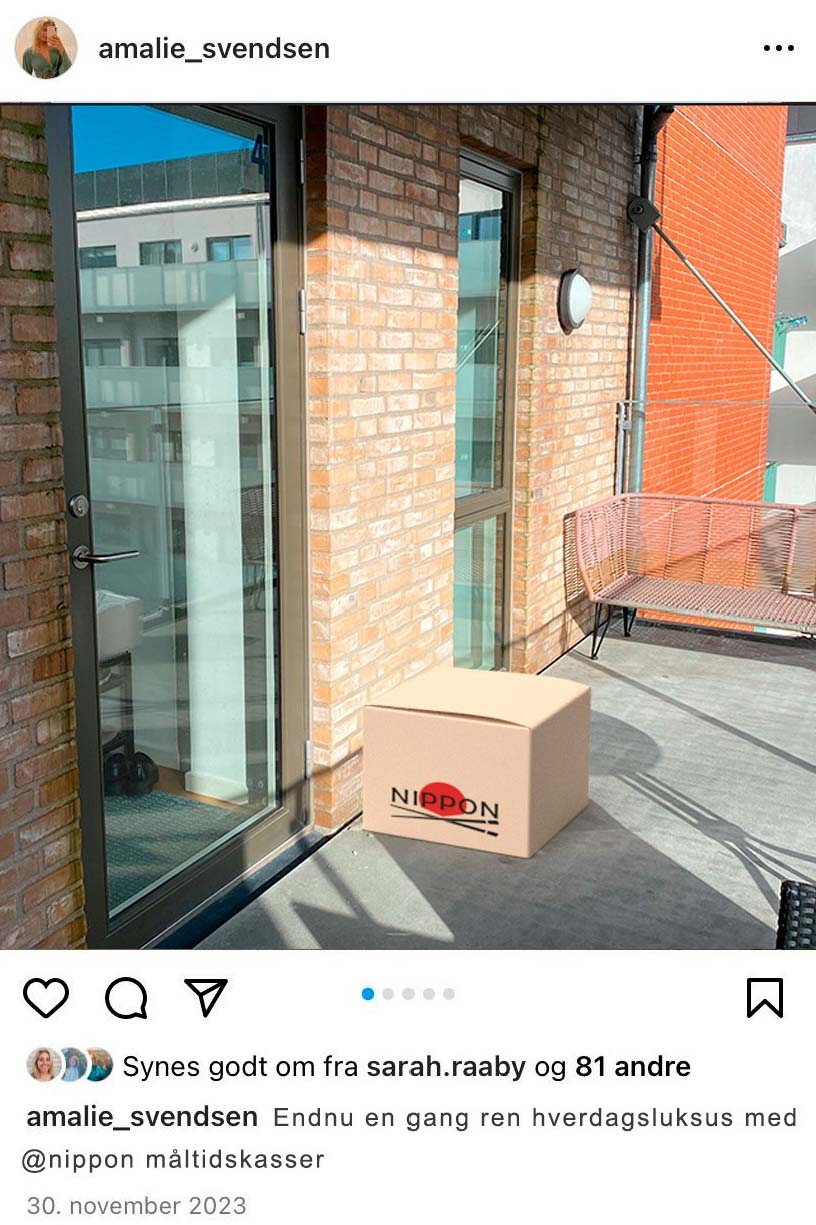 amalie_svendsen
4
NIPPON
Synes godt om fra sarah.raaby og 81 andre
amalie_svendsen Endnu en gang ren hverdagsluksus med
@nippon måltidskasser
30. november 2023